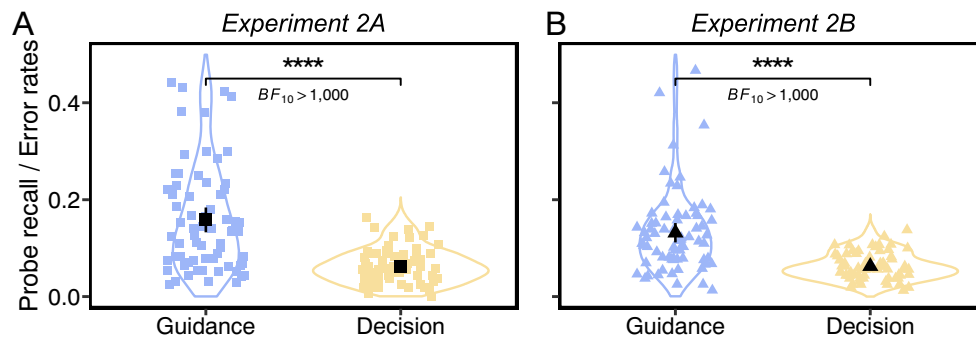 A
Experiment 2A
B
Experiment 2B
Probe recall / Error rates
0.4
0.2
0.0
****
BF10 > 1,000
****
BF10 > 1,000
Guidance
Decision
Guidance
Decision